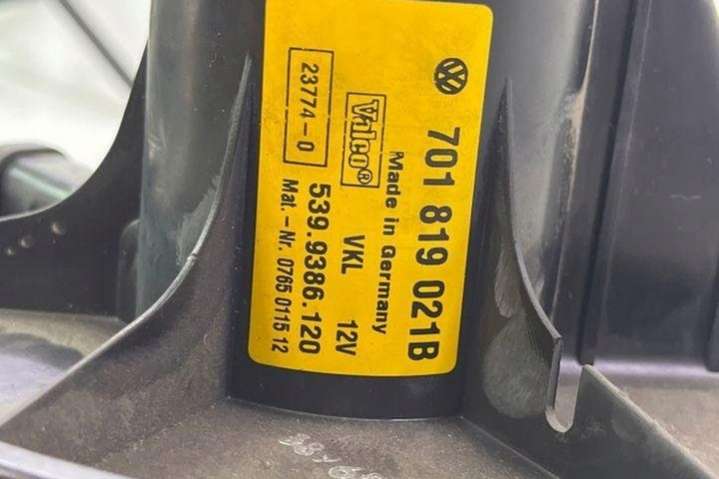 701 819 021B
Made in Germany
Valeo®
VKL 12V
23774-0
539.9386.120
Mat.-Nr. 0765 0115 12